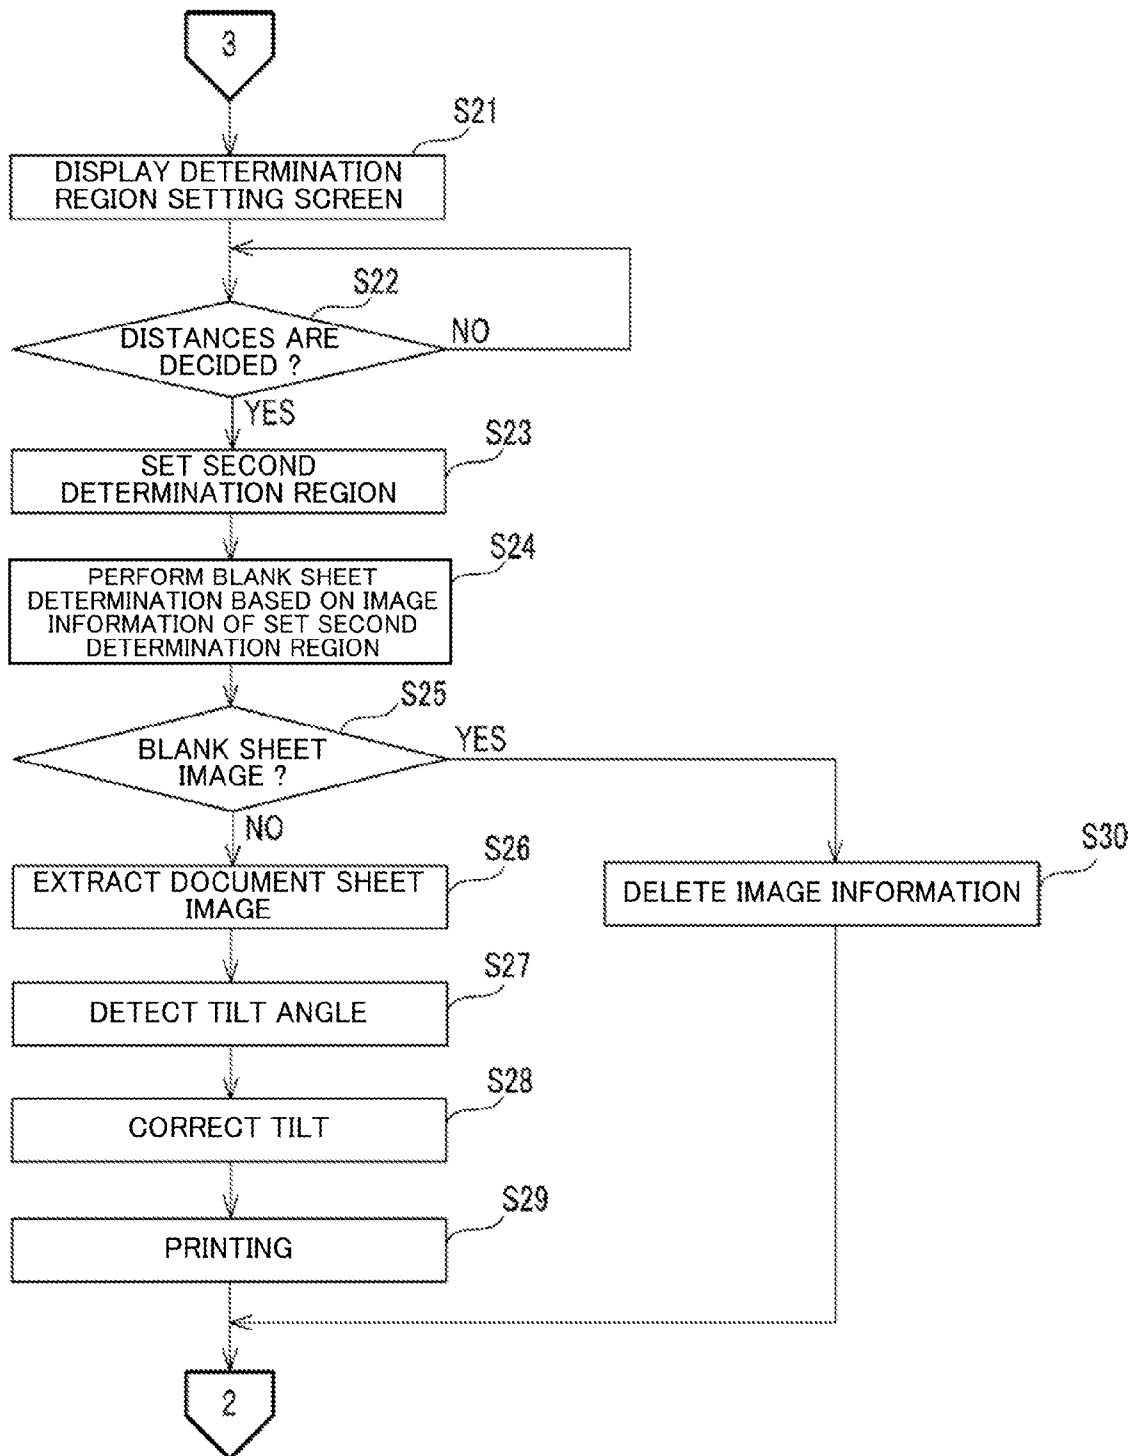 3
S21
DISPLAY DETERMINATION
REGION SETTING SCREEN
S22
DISTANCES ARE
DECIDED ?
NO
YES
S23
SET SECOND
DETERMINATION REGION
S24
PERFORM BLANK SHEET
DETERMINATION BASED ON IMAGE
INFORMATION OF SET SECOND
DETERMINATION REGION
S25
BLANK SHEET
IMAGE ?
YES
NO
S26
EXTRACT DOCUMENT SHEET
IMAGE
S30
DELETE IMAGE INFORMATION
S27
DETECT TILT ANGLE
S28
CORRECT TILT
S29
PRINTING
2